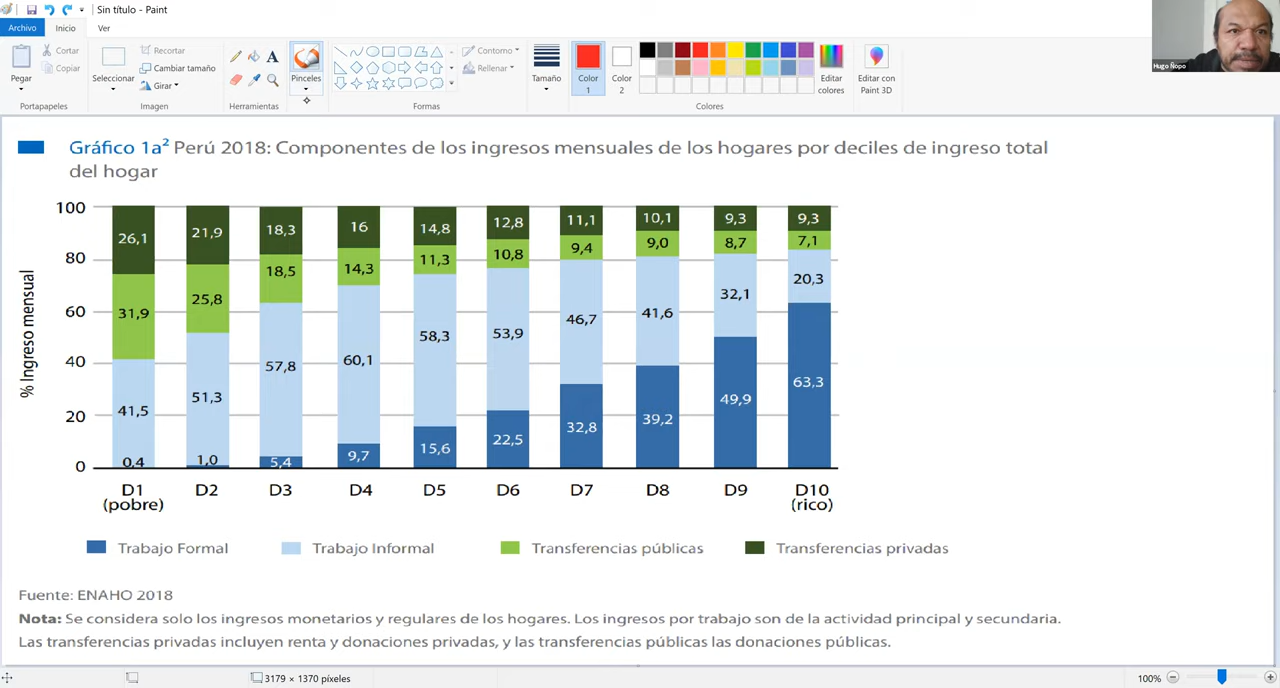 Sin título - Paint
Archivo Inicio Ver
Pegar
Cortar
Copiar
Portapapeles
Seleccionar
Recortar
Cambiar tamaño
Girar
Imagen
Herramientas
Pinceles
Contorno
Rellenar
Formas
Tamaño
Color 1
Color 2
Editar colores
Colores
Editar con Paint 3D
Hugo Ñopo
Gráfico 1a² Perú 2018: Componentes de los ingresos mensuales de los hogares por deciles de ingreso total
del hogar
% Ingreso mensual
100
80
60
40
20
0
26,1 21,9 18,3 16 14,8 12,8 11,1 10,1 9,3 9,3
31,9 25,8 18,5 14,3 11,3 10,8 9,4 9,0 8,7 7,1
41,5 51,3 57,8 60,1 58,3 53,9 46,7 41,6 32,1 20,3
0,4 1,0 5,4 9,7 15,6 22,5 32,8 39,2 49,9 63,3
D1 D2 D3 D4 D5 D6 D7 D8 D9 D10
(pobre) (rico)
Trabajo Formal Trabajo Informal Transferencias públicas Transferencias privadas
Fuente: ENAHO 2018
Nota: Se considera solo los ingresos monetarios y regulares de los hogares. Los ingresos por trabajo son de la actividad principal y secundaria.
Las transferencias privadas incluyen renta y donaciones privadas, y las transferencias públicas las donaciones públicas.
3179 × 1370 píxeles
100%